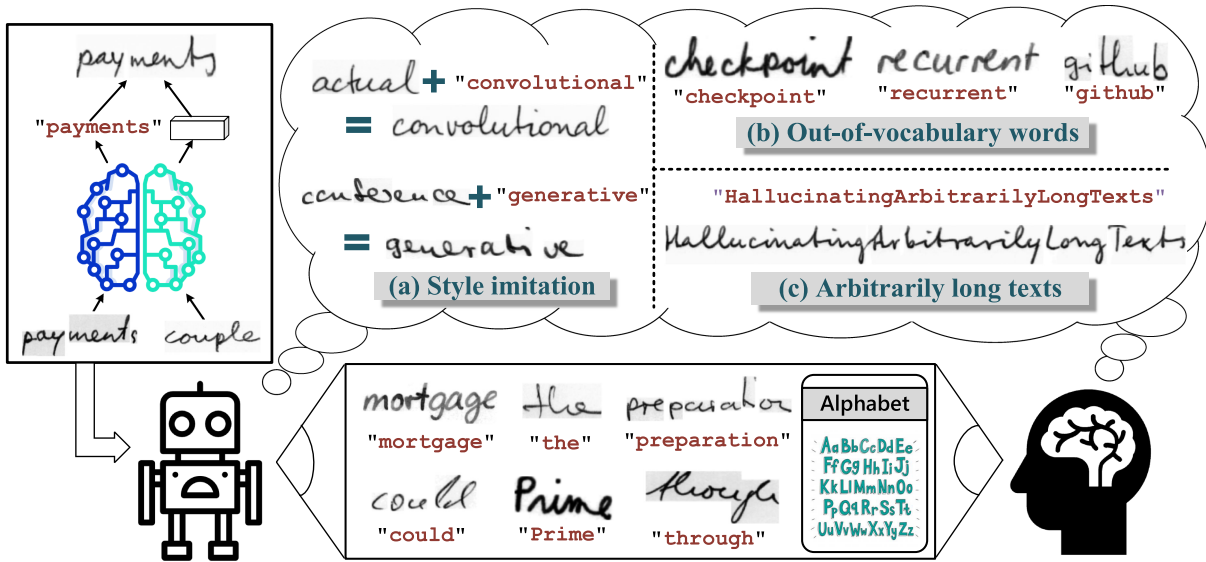 payments
"payments"
payments couple
actual + "convolutional"
= convolutional
conference + "generative"
= generative
(a) Style imitation
checkpoint recurrent github
"checkpoint" "recurrent" "github"
(b) Out-of-vocabulary words
"HallucinatingArbitrarilyLongTexts"
HallucinatingArbitrarilyLongTexts
(c) Arbitrarily long texts
mortgage the preparation
"mortgage" "the" "preparation"
could Prime through
"could" "Prime" "through"
Alphabet
AaBbCcDdEe
FfGgHhIiJj
KkLlMmNnOo
PpQqRrSsTt
UuVvWwXxYyZz